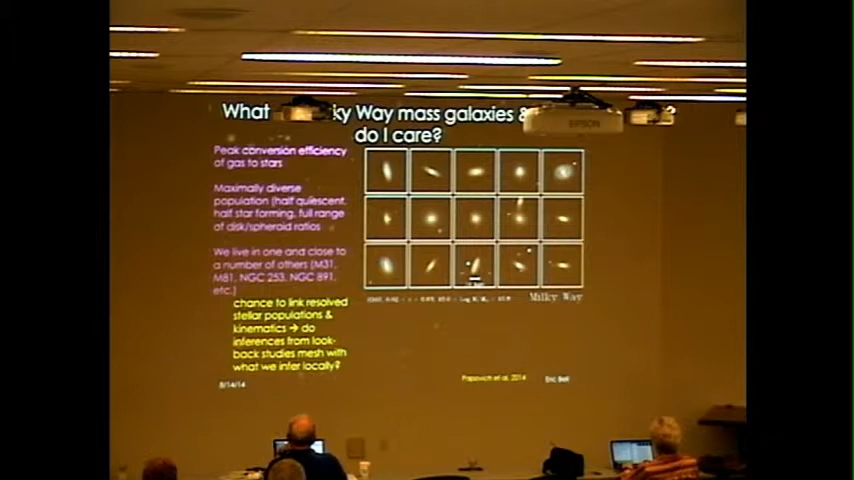 What ky Way mass galaxies &
?
do I care?
EPSON
Peak conversion efficiency
of gas to stars
Maximally diverse
population (half quiescent,
half star forming, full range
of disk/spheroid ratios
We live in one and close to
a number of others (M31,
M81, NGC 253, NGC 891,
etc.)
chance to link resolved
stellar populations &
kinematics → do
inferences from look-
back studies mesh with
what we infer locally?
Milky Way
8/14/14
Papovich et al. 2014
Eric Bell